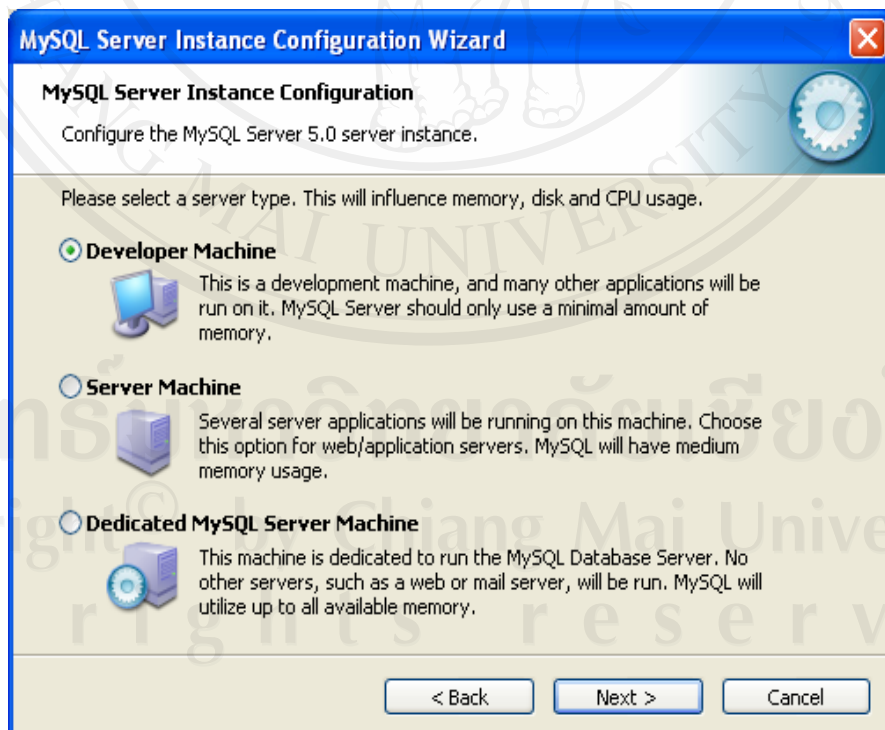 MySQL Server Instance Configuration Wizard
MySQL Server Instance Configuration
Configure the MySQL Server 5.0 server instance.
Please select a server type. This will influence memory, disk and CPU usage.
Developer Machine
This is a development machine, and many other applications will be
run on it. MySQL Server should only use a minimal amount of
memory.
Server Machine
Several server applications will be running on this machine. Choose
this option for web/application servers. MySQL will have medium
memory usage.
Dedicated MySQL Server Machine
This machine is dedicated to run the MySQL Database Server. No
other servers, such as a web or mail server, will be run. MySQL will
utilize up to all available memory.
< Back
Next >
Cancel
MAI UNIVERSITY
© by Chiang Mai
rights